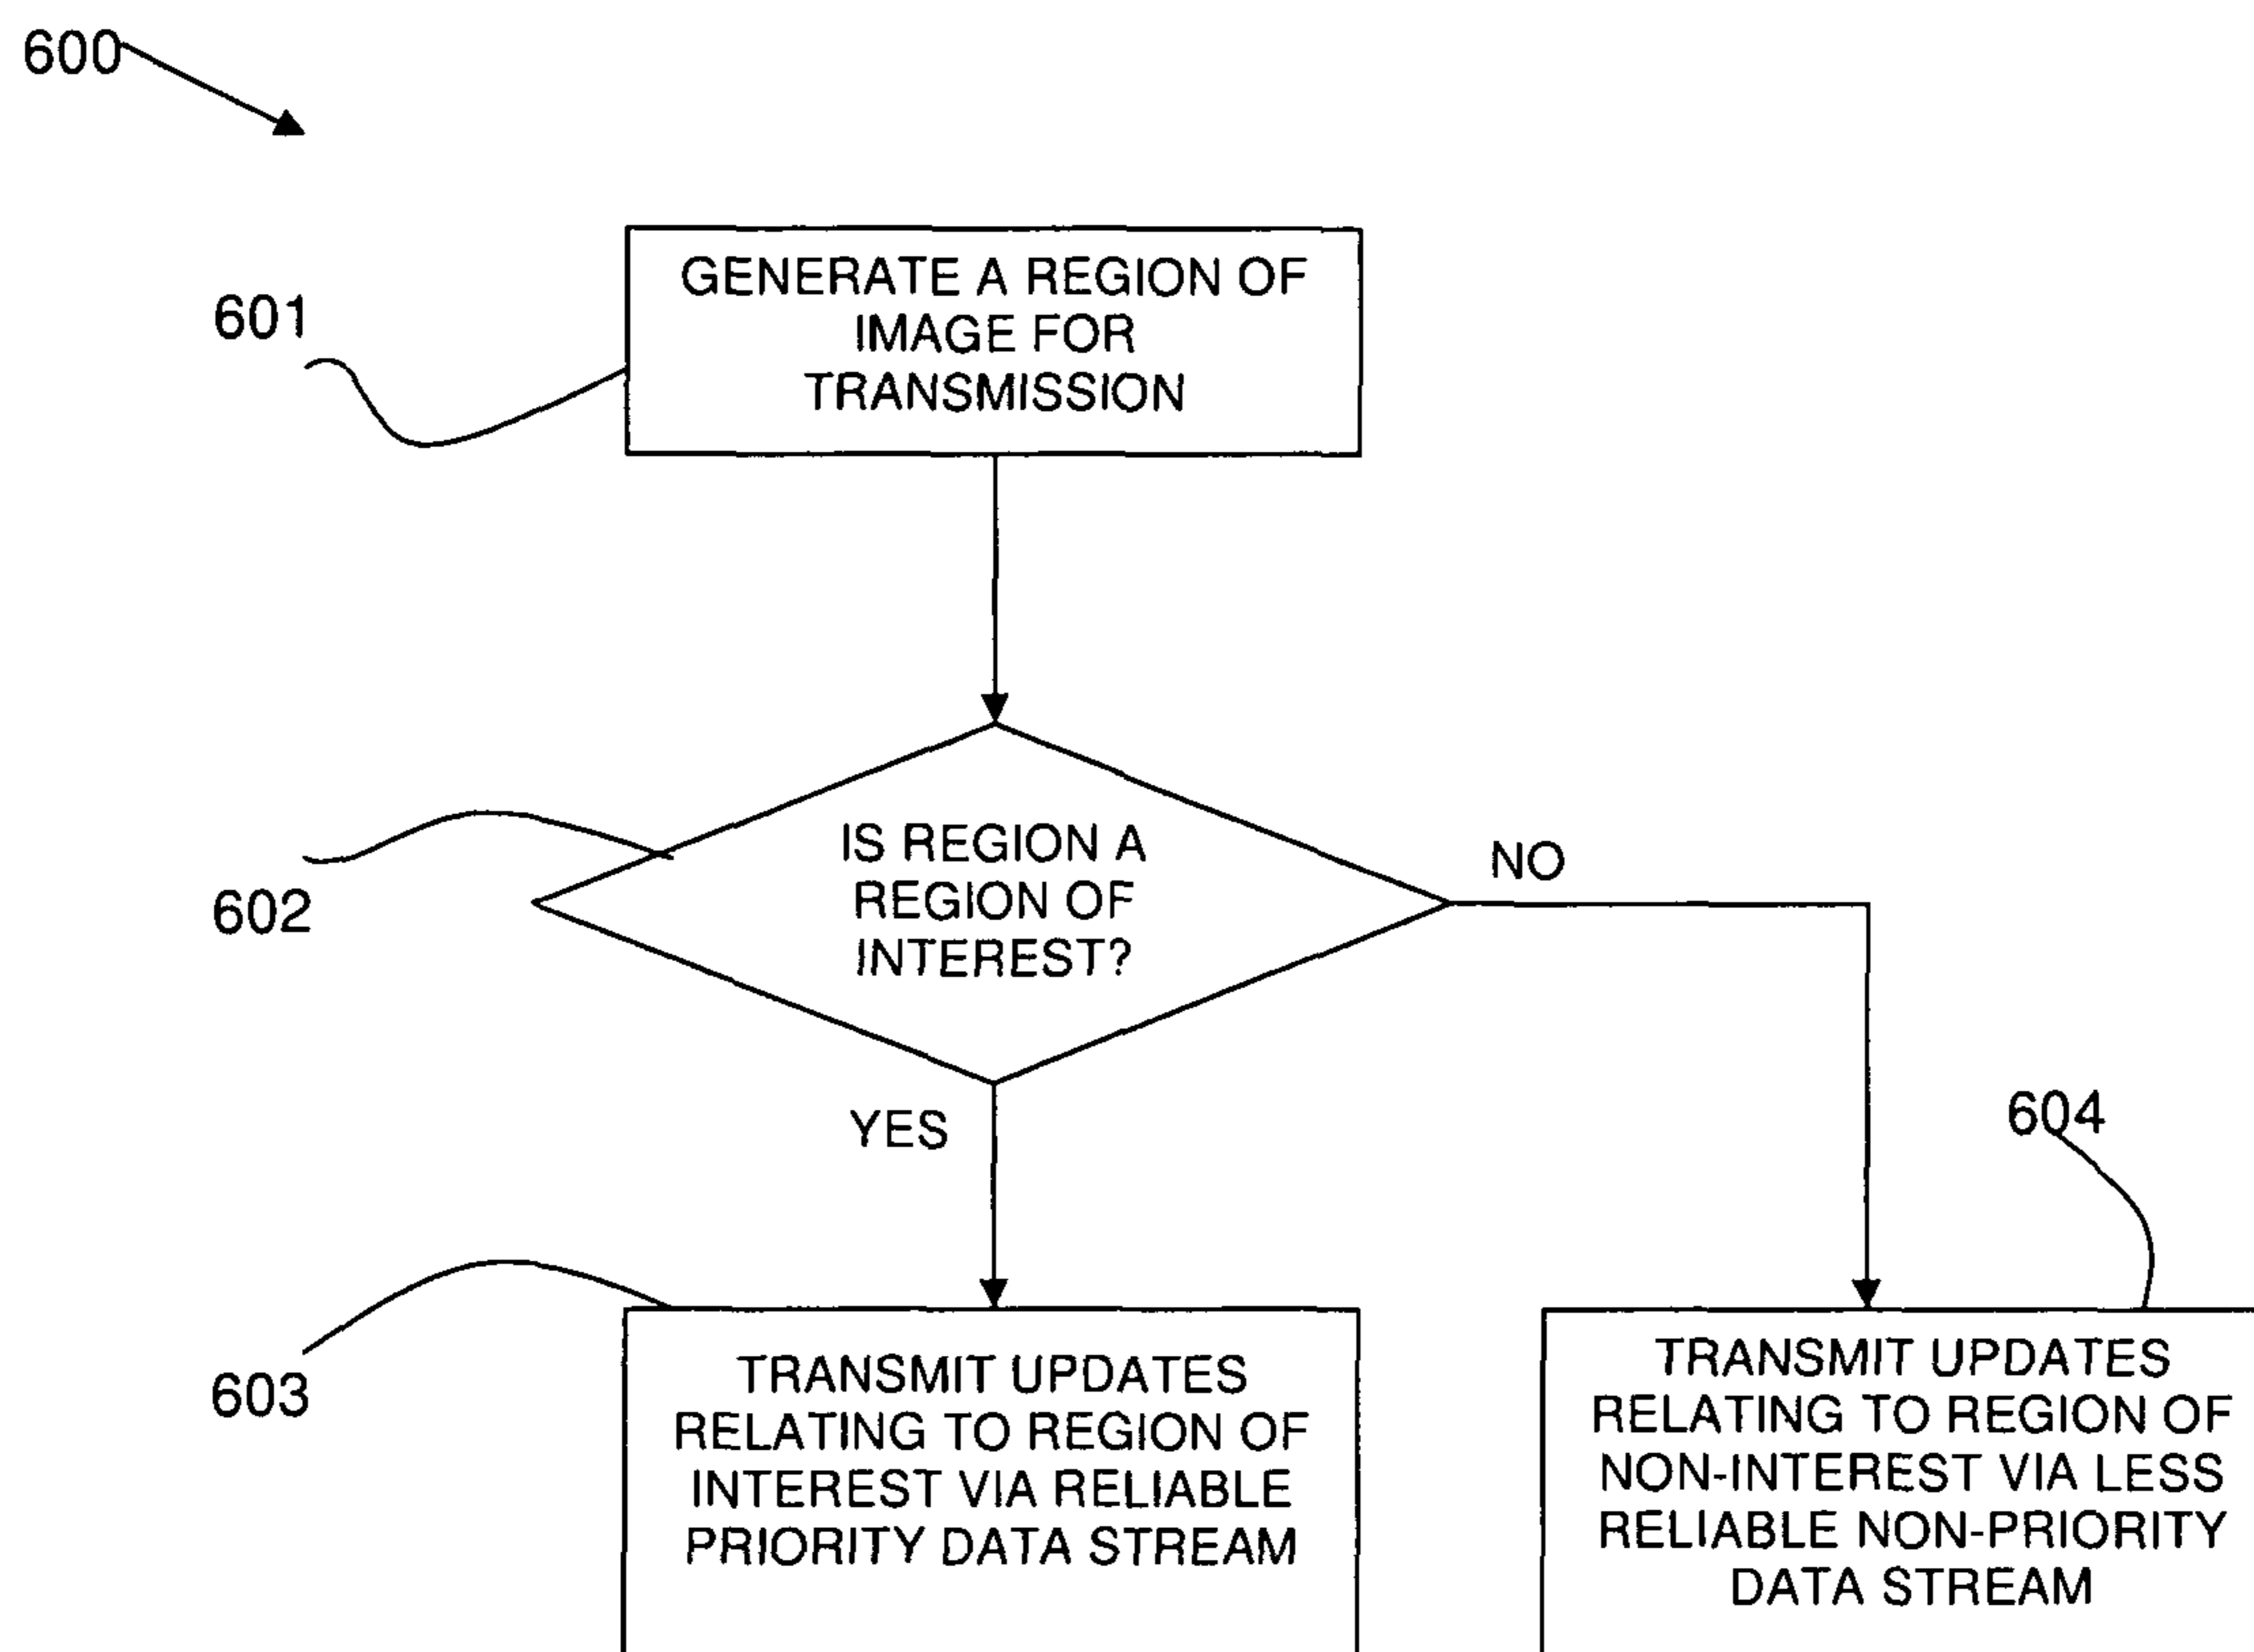 600
601
GENERATE A REGION OF
IMAGE FOR
TRANSMISSION
602
IS REGION A
REGION OF
INTEREST?
NO
YES
604
603
TRANSMIT UPDATES
RELATING TO REGION OF
INTEREST VIA RELIABLE
PRIORITY DATA STREAM
TRANSMIT UPDATES
RELATING TO REGION OF
NON-INTEREST VIA LESS
RELIABLE NON-PRIORITY
DATA STREAM